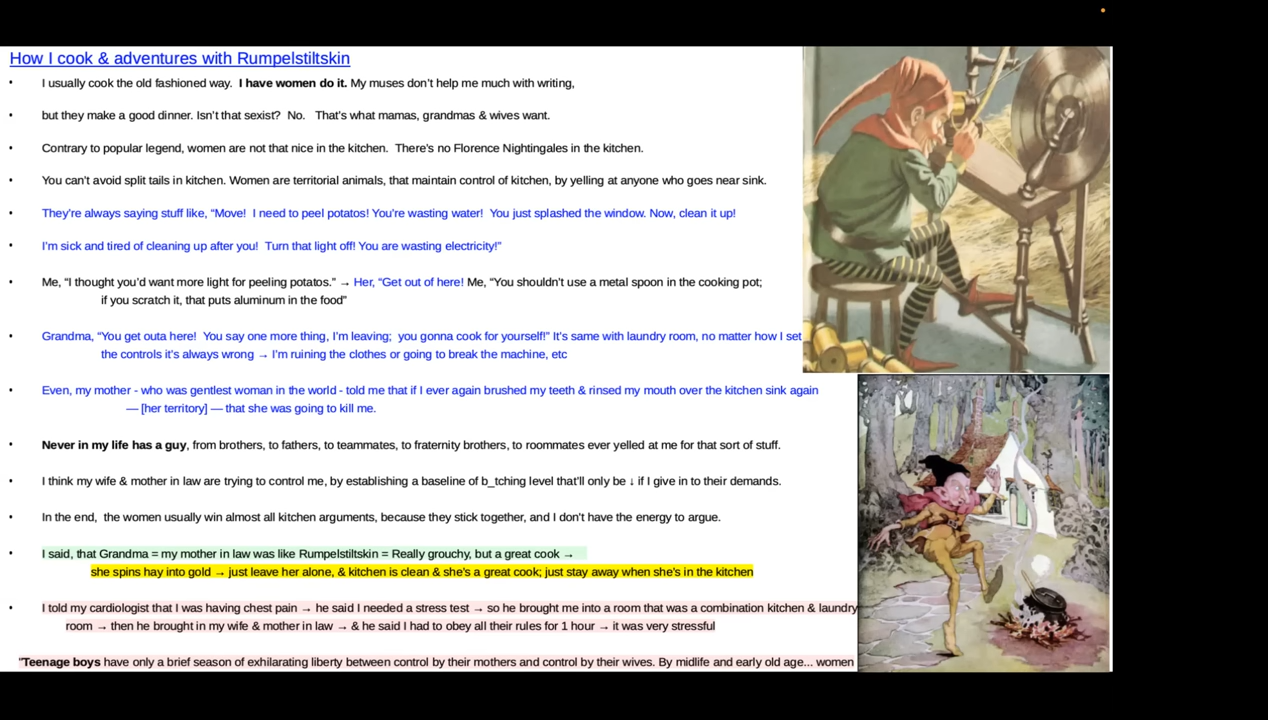 How I cook & adventures with Rumpelstiltskin
• I usually cook the old fashioned way. I have women do it. My muses don't help me much with writing,
• but they make a good dinner. Isn't that sexist? No. That's what mamas, grandmas & wives want.
• Contrary to popular legend, women are not that nice in the kitchen. There's no Florence Nightingales in the kitchen.
• You can't avoid split tails in kitchen. Women are territorial animals, that maintain control of kitchen, by yelling at anyone who goes near sink.
• They're always saying stuff like, “Move! I need to peel potatos! You're wasting water! You just splashed the window. Now, clean it up!
• I'm sick and tired of cleaning up after you! Turn that light off! You are wasting electricity!”
• Me, “I thought you'd want more light for peeling potatos.” → Her, “Get out of here! Me, “You shouldn't use a metal spoon in the cooking pot;
if you scratch it, that puts aluminum in the food”
• Grandma, “You get outa here! You say one more thing, I'm leaving; you gonna cook for yourself!” It's same with laundry room, no matter how I set
the controls it's always wrong → I'm ruining the clothes or going to break the machine, etc
• Even, my mother - who was gentlest woman in the world - told me that if I ever again brushed my teeth & rinsed my mouth over the kitchen sink again
— [her territory] — that she was going to kill me.
• Never in my life has a guy, from brothers, to fathers, to teammates, to fraternity brothers, to roommates ever yelled at me for that sort of stuff.
• I think my wife & mother in law are trying to control me, by establishing a baseline of b_tching level that'll only be ↓ if I give in to their demands.
• In the end, the women usually win almost all kitchen arguments, because they stick together, and I don't have the energy to argue.
• I said, that Grandma = my mother in law was like Rumpelstiltskin = Really grouchy, but a great cook →
she spins hay into gold → just leave her alone, & kitchen is clean & she's a great cook; just stay away when she's in the kitchen
• I told my cardiologist that I was having chest pain → he said I needed a stress test → so he brought me into a room that was a combination kitchen & laundry
room → then he brought in my wife & mother in law → & he said I had to obey all their rules for 1 hour → it was very stressful
"Teenage boys have only a brief season of exhilarating liberty between control by their mothers and control by their wives. By midlife and early old age... women